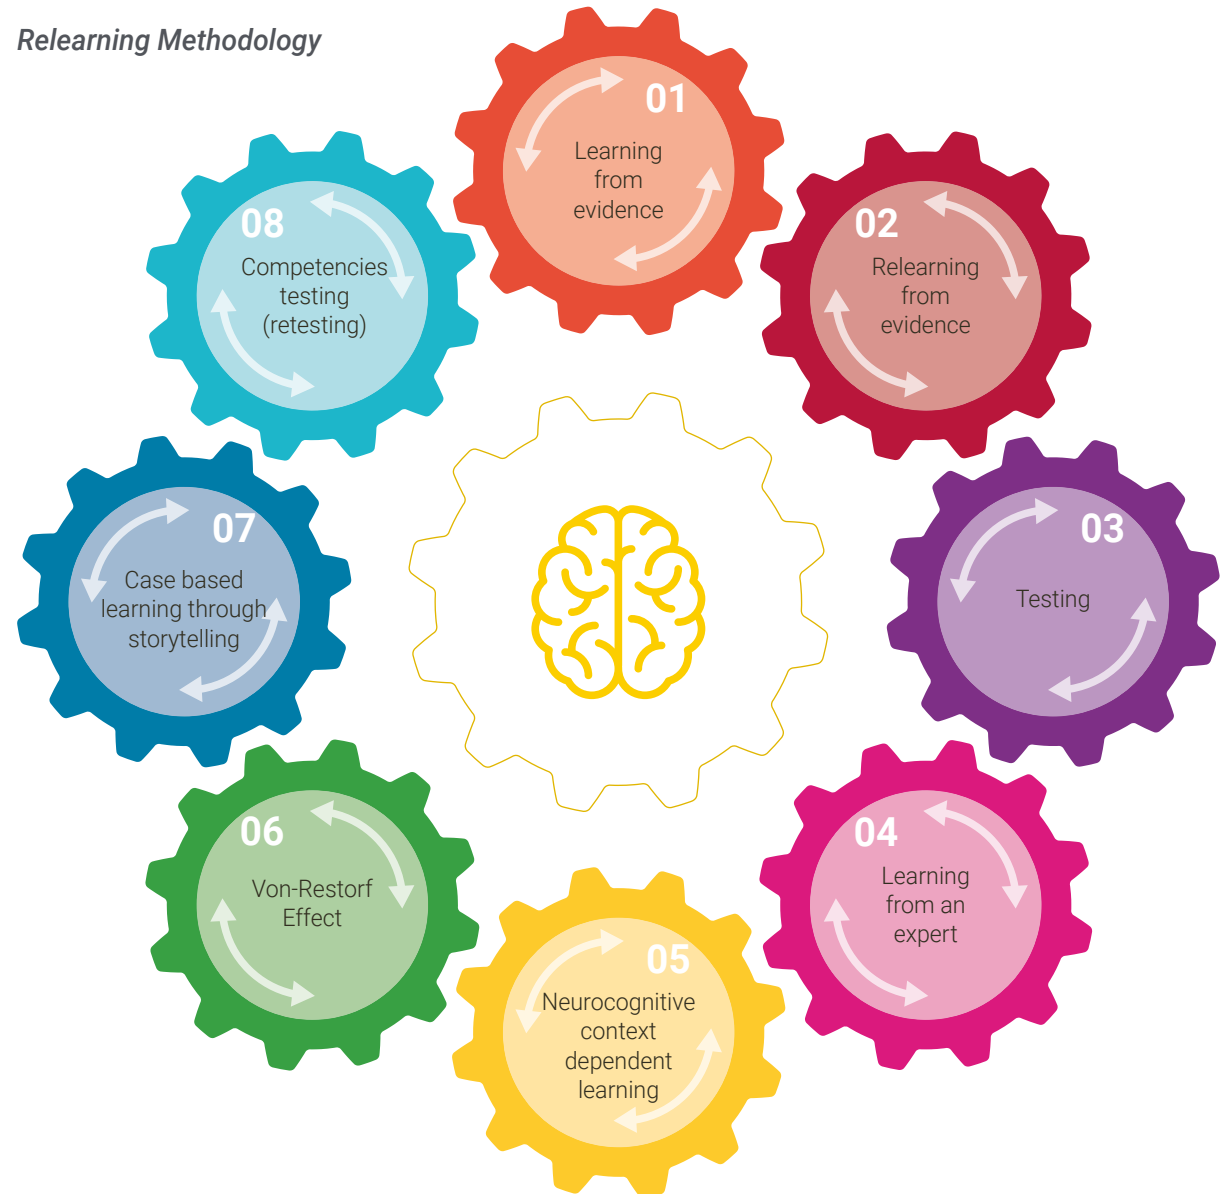 Relearning Methodology
01
Learning
from
evidence
02
Relearning
from
evidence
03
Testing
04
Learning
from an
expert
05
Neurocognitive
context
dependent
learning
06
Von-Restorf
Effect
07
Case based
learning through
storytelling
08
Competencies
testing
(retesting)